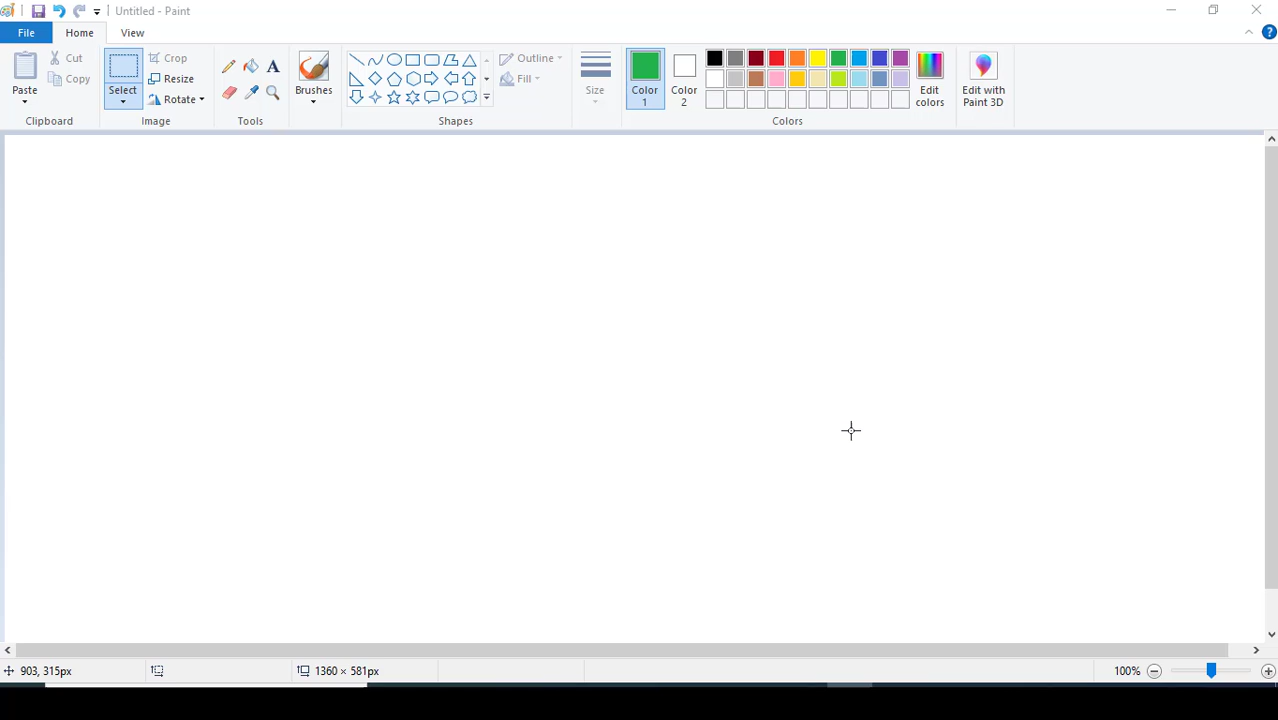 Untitled - Paint
File Home View
Paste
Cut
Copy
Clipboard
Select
Crop
Resize
Rotate
Image
A
Tools
Brushes
Outline
Fill
Shapes
Size
Color 1
Color 2
Edit colors
Edit with Paint 3D
Colors
903, 315px
1360 × 581px
100%